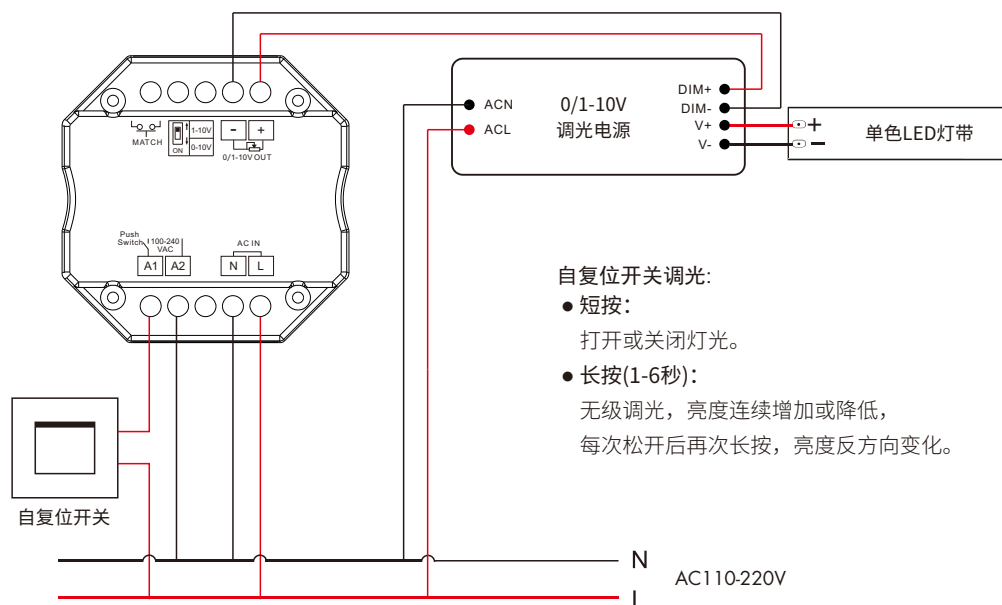 MATCH
1-10V
0-10V
ON
- +
0/1-10V OUT
Push
Switch
100-240
VAC
A1 A2
AC IN
N L
ACN
ACL
0/1-10V
调光电源
DIM+
DIM-
V+
V-
+
−
单色LED灯带
自复位开关调光:
● 短按：
打开或关闭灯光。
● 长按(1-6秒)：
无级调光，亮度连续增加或降低，
每次松开后再次长按，亮度反方向变化。
自复位开关
N
AC110-220V
L